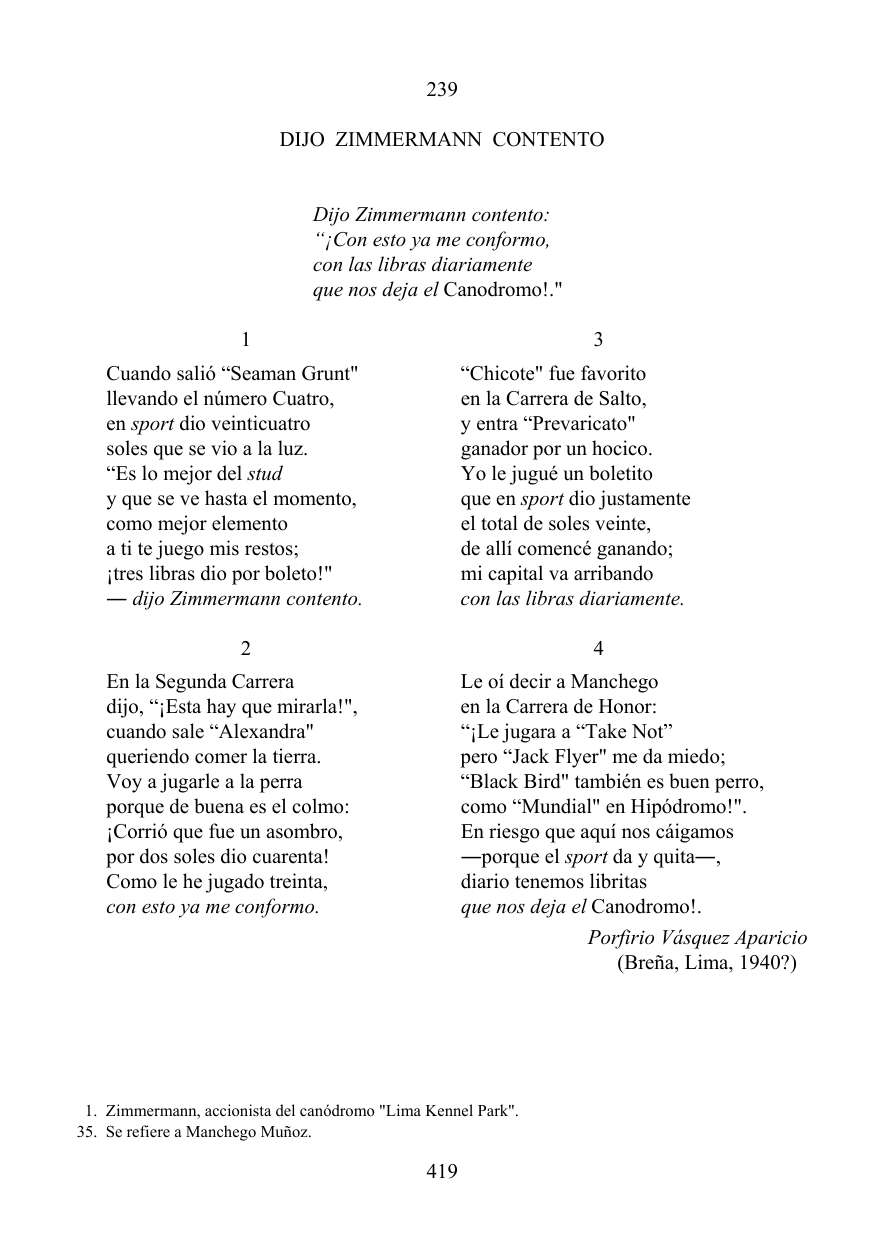 239
DIJO ZIMMERMANN CONTENTO
Dijo Zimmermann contento:
“¡Con esto ya me conformo,
con las libras diariamente
que nos deja el Canodromo!."
1
Cuando salió “Seaman Grunt"
llevando el número Cuatro,
en sport dio veinticuatro
soles que se vio a la luz.
“Es lo mejor del stud
y que se ve hasta el momento,
como mejor elemento
a ti te juego mis restos;
¡tres libras dio por boleto!"
― dijo Zimmermann contento.
2
En la Segunda Carrera
dijo, “¡Esta hay que mirarla!",
cuando sale “Alexandra"
queriendo comer la tierra.
Voy a jugarle a la perra
porque de buena es el colmo:
¡Corrió que fue un asombro,
por dos soles dio cuarenta!
Como le he jugado treinta,
con esto ya me conformo.
3
“Chicote" fue favorito
en la Carrera de Salto,
y entra “Prevaricato"
ganador por un hocico.
Yo le jugué un boletito
que en sport dio justamente
el total de soles veinte,
de allí comencé ganando;
mi capital va arribando
con las libras diariamente.
4
Le oí decir a Manchego
en la Carrera de Honor:
“¡Le jugara a “Take Not”
pero “Jack Flyer" me da miedo;
“Black Bird" también es buen perro,
como “Mundial" en Hipódromo!".
En riesgo que aquí nos cáigamos
―porque el sport da y quita―,
diario tenemos libritas
que nos deja el Canodromo!.
Porfirio Vásquez Aparicio
(Breña, Lima, 1940?)
1. Zimmermann, accionista del canódromo "Lima Kennel Park".
35. Se refiere a Manchego Muñoz.
419